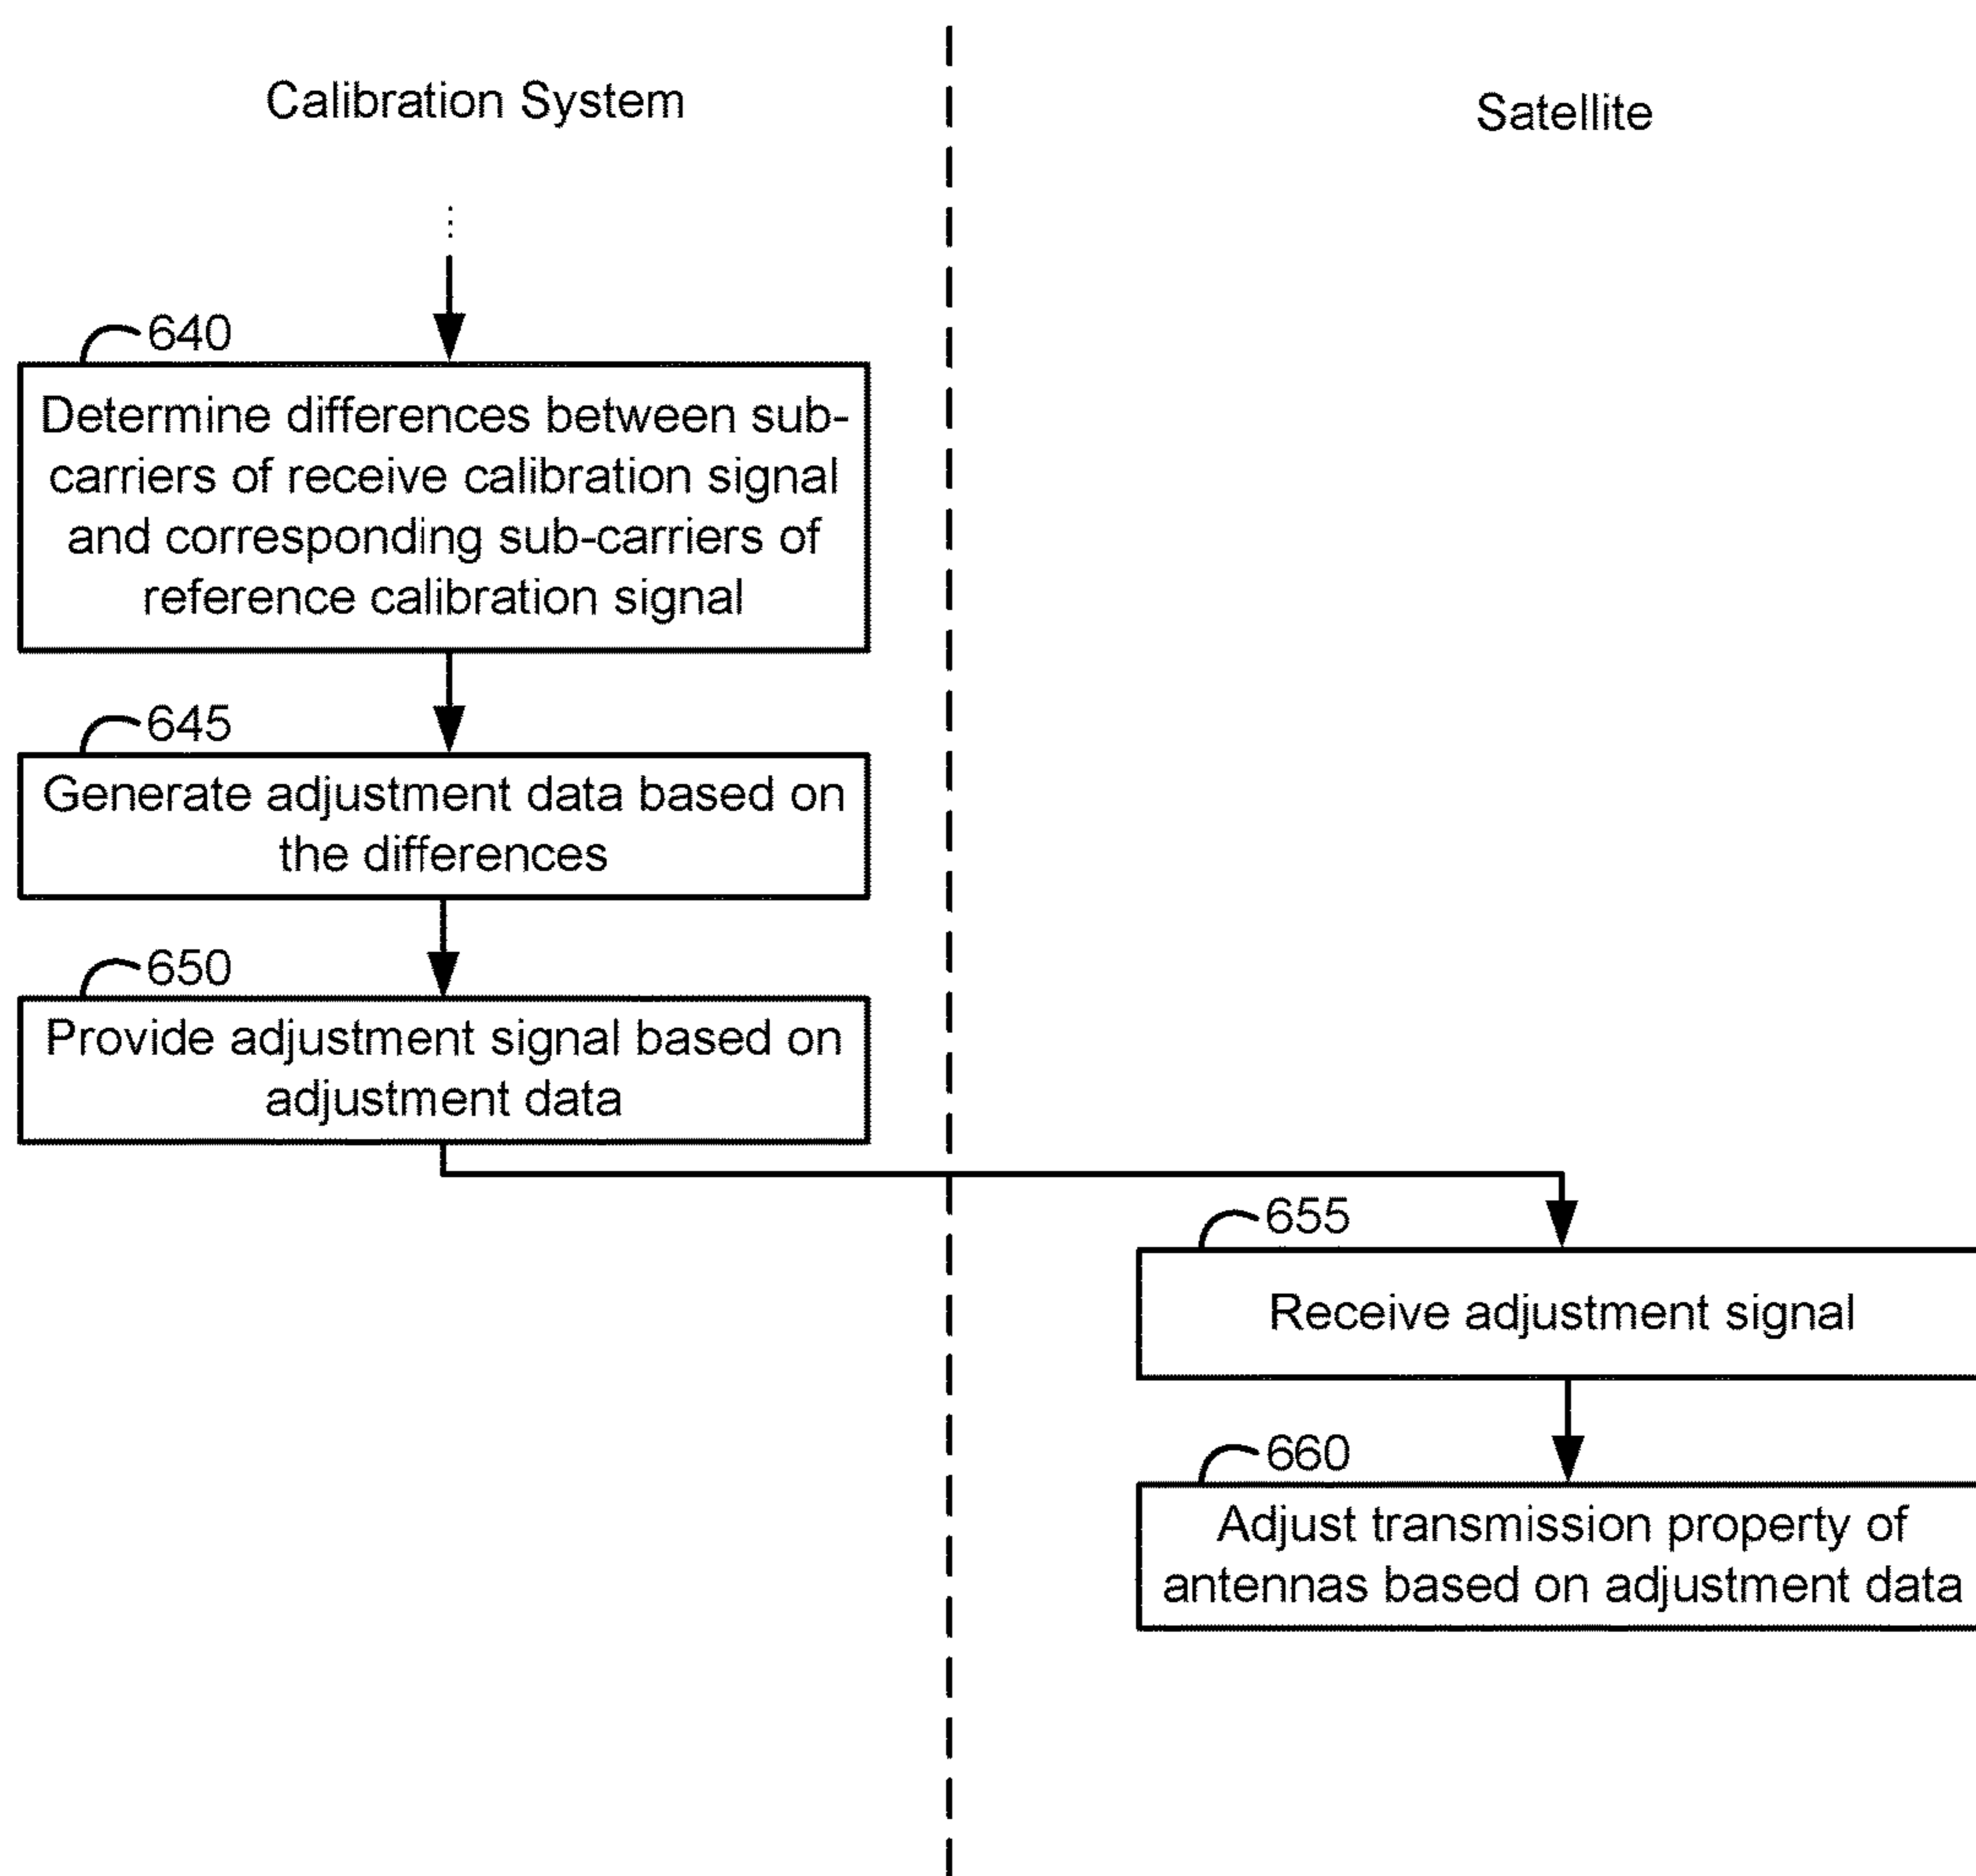 Calibration System
Satellite
640
Determine differences between sub-
carriers of receive calibration signal
and corresponding sub-carriers of
reference calibration signal
645
Generate adjustment data based on
the differences
650
Provide adjustment signal based on
adjustment data
655
Receive adjustment signal
660
Adjust transmission property of
antennas based on adjustment data